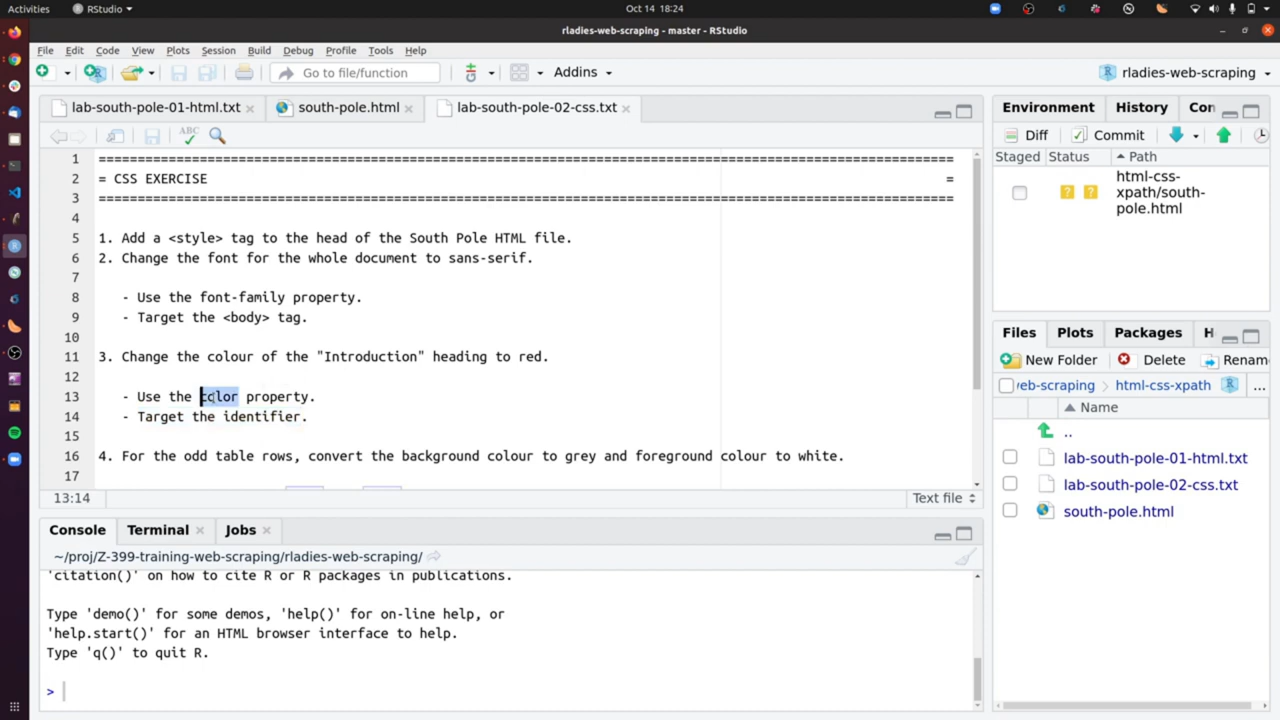 Activities RStudio Oct 14 18:24
rladies-web-scraping - master - RStudio
File Edit Code View Plots Session Build Debug Profile Tools Help
Go to file/function Addins rladies-web-scraping
lab-south-pole-01-html.txt south-pole.html lab-south-pole-02-css.txt
ABC
1 ==============================================================================================================
2 = CSS EXERCISE =
3 ==============================================================================================================
4
5 1. Add a <style> tag to the head of the South Pole HTML file.
6 2. Change the font for the whole document to sans-serif.
7
8 - Use the font-family property.
9 - Target the <body> tag.
10
11 3. Change the colour of the "Introduction" heading to red.
12
13 - Use the color property.
14 - Target the identifier.
15
16 4. For the odd table rows, convert the background colour to grey and foreground colour to white.
17
13:14 Text file
Console Terminal Jobs
~/proj/Z-399-training-web-scraping/rladies-web-scraping/
'citation()' on how to cite R or R packages in publications.
Type 'demo()' for some demos, 'help()' for on-line help, or
'help.start()' for an HTML browser interface to help.
Type 'q()' to quit R.
>
Environment History Con
Diff Commit
Staged Status Path
? ? html-css-
xpath/south-
pole.html
Files Plots Packages H
New Folder Delete Renam
eb-scraping html-css-xpath ...
Name
..
lab-south-pole-01-html.txt
lab-south-pole-02-css.txt
south-pole.html